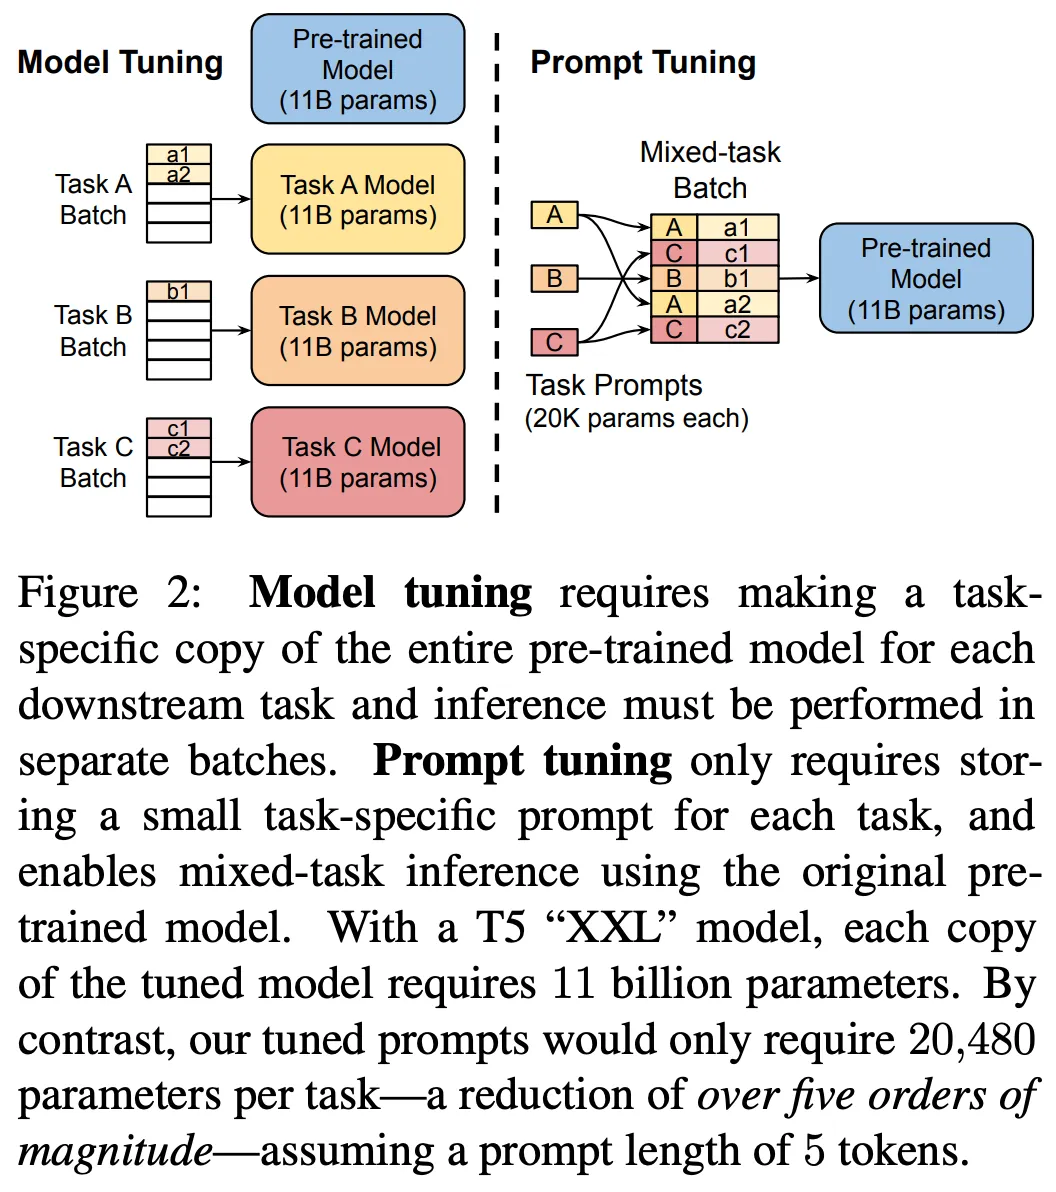 Model Tuning
Pre-trained
Model
(11B params)
Task A
Batch
a1
a2
Task A Model
(11B params)
Task B
Batch
b1
Task B Model
(11B params)
Task C
Batch
c1
c2
Task C Model
(11B params)
Prompt Tuning
Mixed-task
Batch
A
B
C
A a1
C c1
B b1
A a2
C c2
Task Prompts
(20K params each)
Pre-trained
Model
(11B params)
Figure 2: Model tuning requires making a task-
specific copy of the entire pre-trained model for each
downstream task and inference must be performed in
separate batches. Prompt tuning only requires stor-
ing a small task-specific prompt for each task, and
enables mixed-task inference using the original pre-
trained model. With a T5 “XXL” model, each copy
of the tuned model requires 11 billion parameters. By
contrast, our tuned prompts would only require 20,480
parameters per task—a reduction of over five orders of
magnitude—assuming a prompt length of 5 tokens.